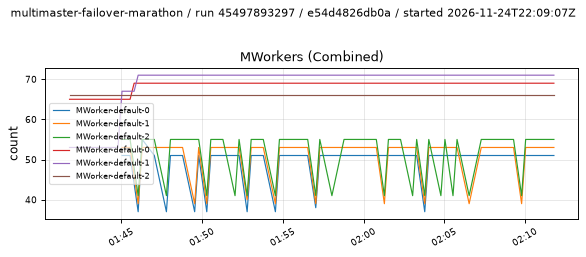 multimaster-failover-marathon / run 45497893297 / e54d4826db0a / started 2026-11-24T22:09:07Z
MWorkers (Combined)
count
70
60
50
40
MWorker-default-0
MWorker-default-1
MWorker-default-2
MWorker-default-0
MWorker-default-1
MWorker-default-2
01:45
01:50
01:55
02:00
02:05
02:10